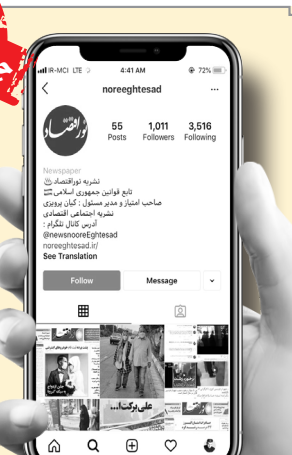 IR-MCI LTE
4:41 AM
72%
noreeghtesad
نوراقتصاد
55
1,011
3,516
Posts
Followers
Following
Newspaper
نشریه نوراقتصاد
تابع قوانین جمهوری اسلامی
صاحب امتیاز و مدیر مسئول : کیان پرویزی
نشریه اجتماعی اقتصادی
آدرس کانال تلگرام :
@newsnooreEghtesad
noreeghtesad.ir/
See Translation
Follow
Message
علی‌برکت‌ا...